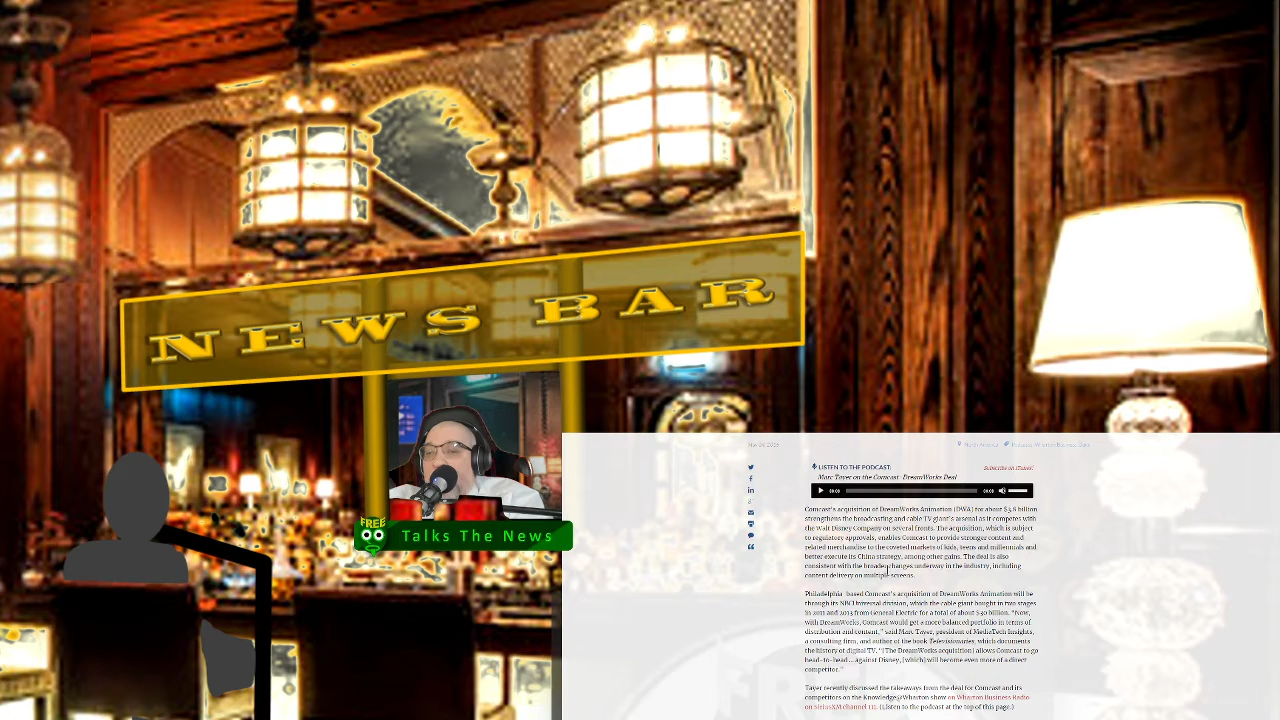 NEWS BAR
FREE
Talks The News
LISTEN TO THE PODCAST:
Subscribe on iTunes!
Marc Tayer on the Comcast-DreamWorks Deal
00:00 00:00
Comcast's acquisition of DreamWorks Animation (DWA) for about $3.8 billion
strengthens the broadcasting and cable TV giant's arsenal as it competes with
the Walt Disney Company on several fronts. The acquisition, which is subject
to regulatory approvals, enables Comcast to provide stronger content and
related merchandise to the coveted markets of kids, teens and millennials and
better execute its China strategy, among other gains. The deal is also
consistent with the broader changes underway in the industry, including
content delivery on multiple screens.
Philadelphia-based Comcast's acquisition of DreamWorks Animation will be
through its NBCUniversal division, which the cable giant bought in two stages
in 2011 and 2013 from General Electric for a total of about $30 billion. "Now,
with DreamWorks, Comcast would get a more balanced portfolio in terms of
distribution and content," said Marc Tayer, president of MediaTech Insights,
a consulting firm, and author of the book Televisionaries, which documents
the history of digital TV. "[The DreamWorks acquisition] allows Comcast to go
head-to-head … against Disney, [which] will become even more of a direct
competitor."
Tayer recently discussed the takeaways from the deal for Comcast and its
competitors on the Knowledge@Wharton show on Wharton Business Radio
on SiriusXM channel 111. (Listen to the podcast at the top of this page.)